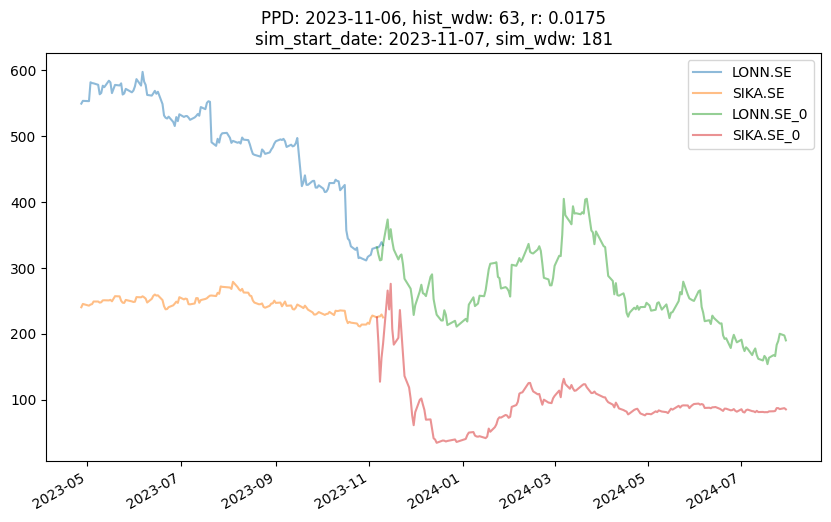 PPD: 2023-11-06, hist_wdw: 63, r: 0.0175
sim_start_date: 2023-11-07, sim_wdw: 181
LONN.SE
SIKA.SE
LONN.SE_0
SIKA.SE_0
600
500
400
300
200
100
2023-05
2023-07
2023-09
2023-11
2024-01
2024-03
2024-05
2024-07